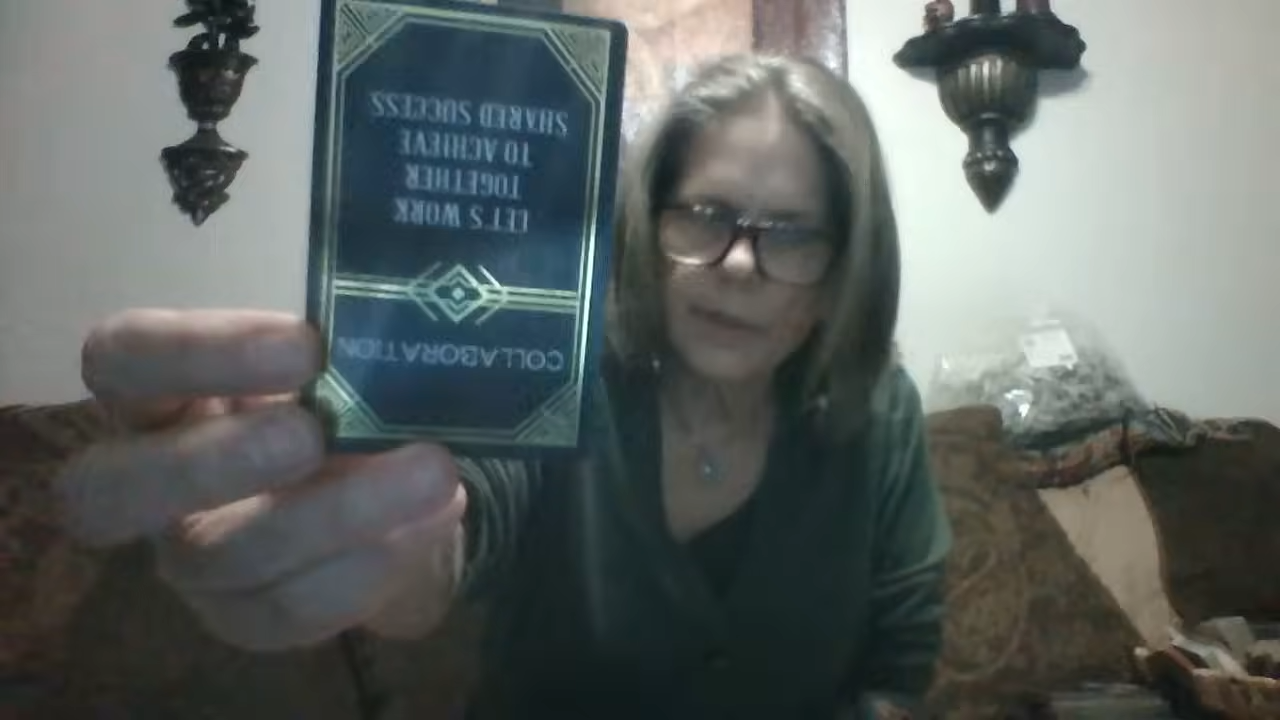 COLLABORATION
LET'S WORK
TOGETHER
TO ACHIEVE
SHARED SUCCESS